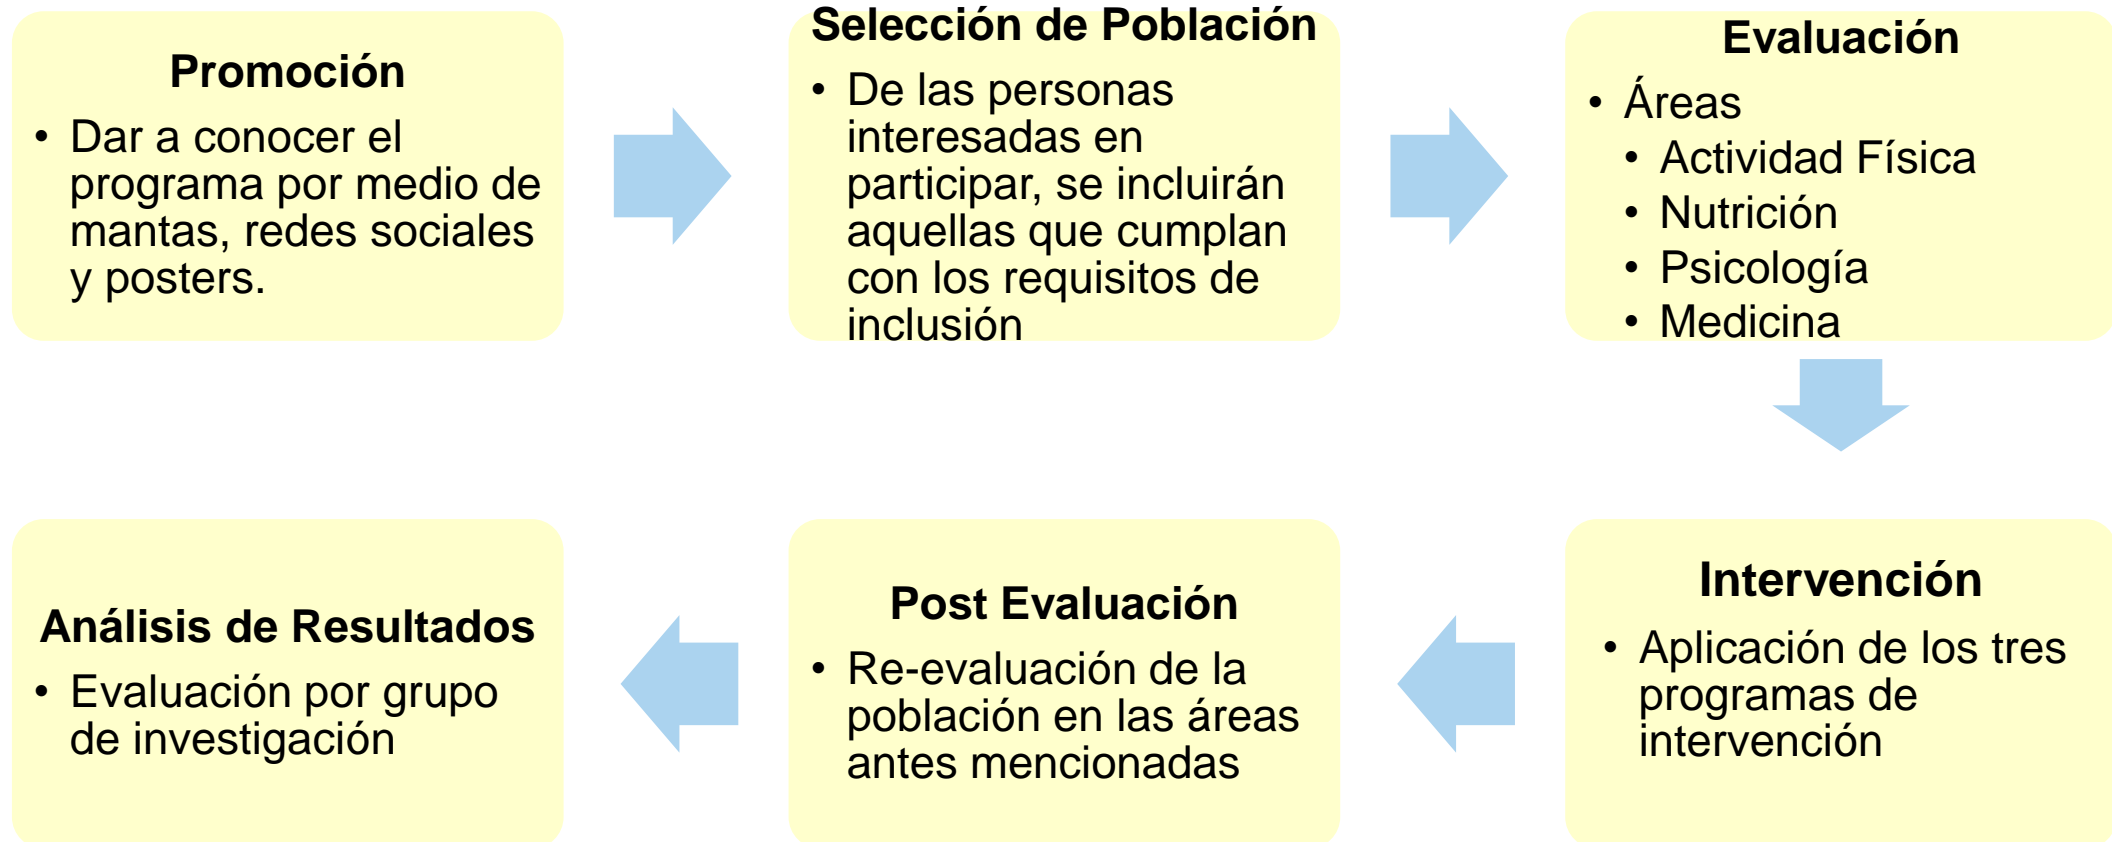 Promoción
• Dar a conocer el
programa por medio de
mantas, redes sociales
y posters.
Selección de Población
• De las personas
interesadas en
participar, se incluirán
aquellas que cumplan
con los requisitos de
inclusión
Evaluación
• Áreas
• Actividad Física
• Nutrición
• Psicología
• Medicina
Intervención
• Aplicación de los tres
programas de
intervención
Post Evaluación
• Re-evaluación de la
población en las áreas
antes mencionadas
Análisis de Resultados
• Evaluación por grupo
de investigación